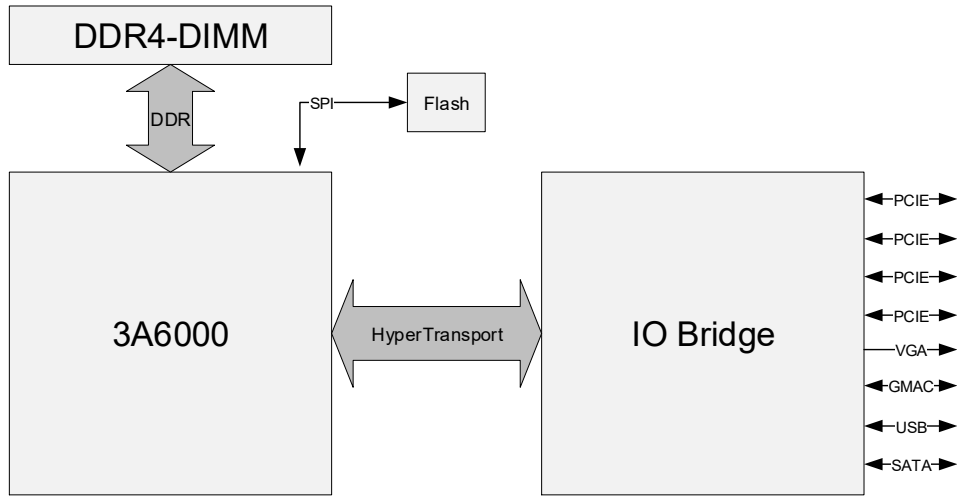 DDR4-DIMM
DDR
SPI
Flash
3A6000
HyperTransport
IO Bridge
PCIE
PCIE
PCIE
PCIE
VGA
GMAC
USB
SATA